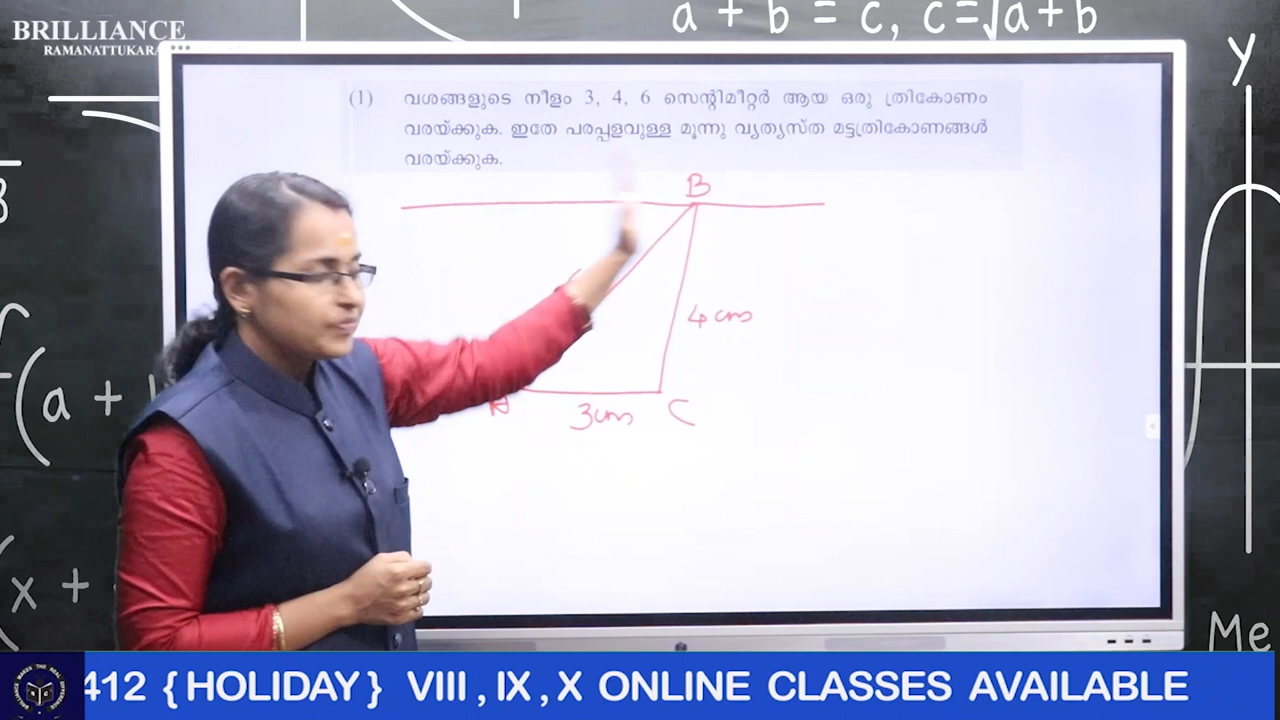 a + b = c, c=√a+b
BRILLIANCE
RAMANATTUKARA
y
(1) വശങ്ങളുടെ നീളം 3, 4, 6 സെന്റിമീറ്റർ ആയ ഒരു ത്രികോണം
വരയ്ക്കുക. ഇതേ പരപ്പളവുള്ള മൂന്നു വ്യത്യസ്ത മട്ടത്രികോണങ്ങൾ
വരയ്ക്കുക.
B
4 cm
(a +
A
3cm
C
x +
Me
412 {HOLIDAY} VIII, IX, X ONLINE CLASSES AVAILABLE